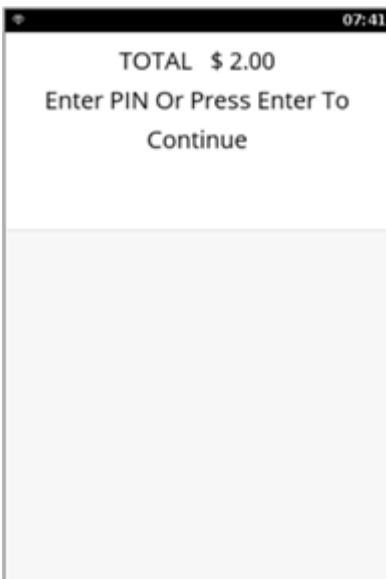 07:41
TOTAL $ 2.00
Enter PIN Or Press Enter To
Continue